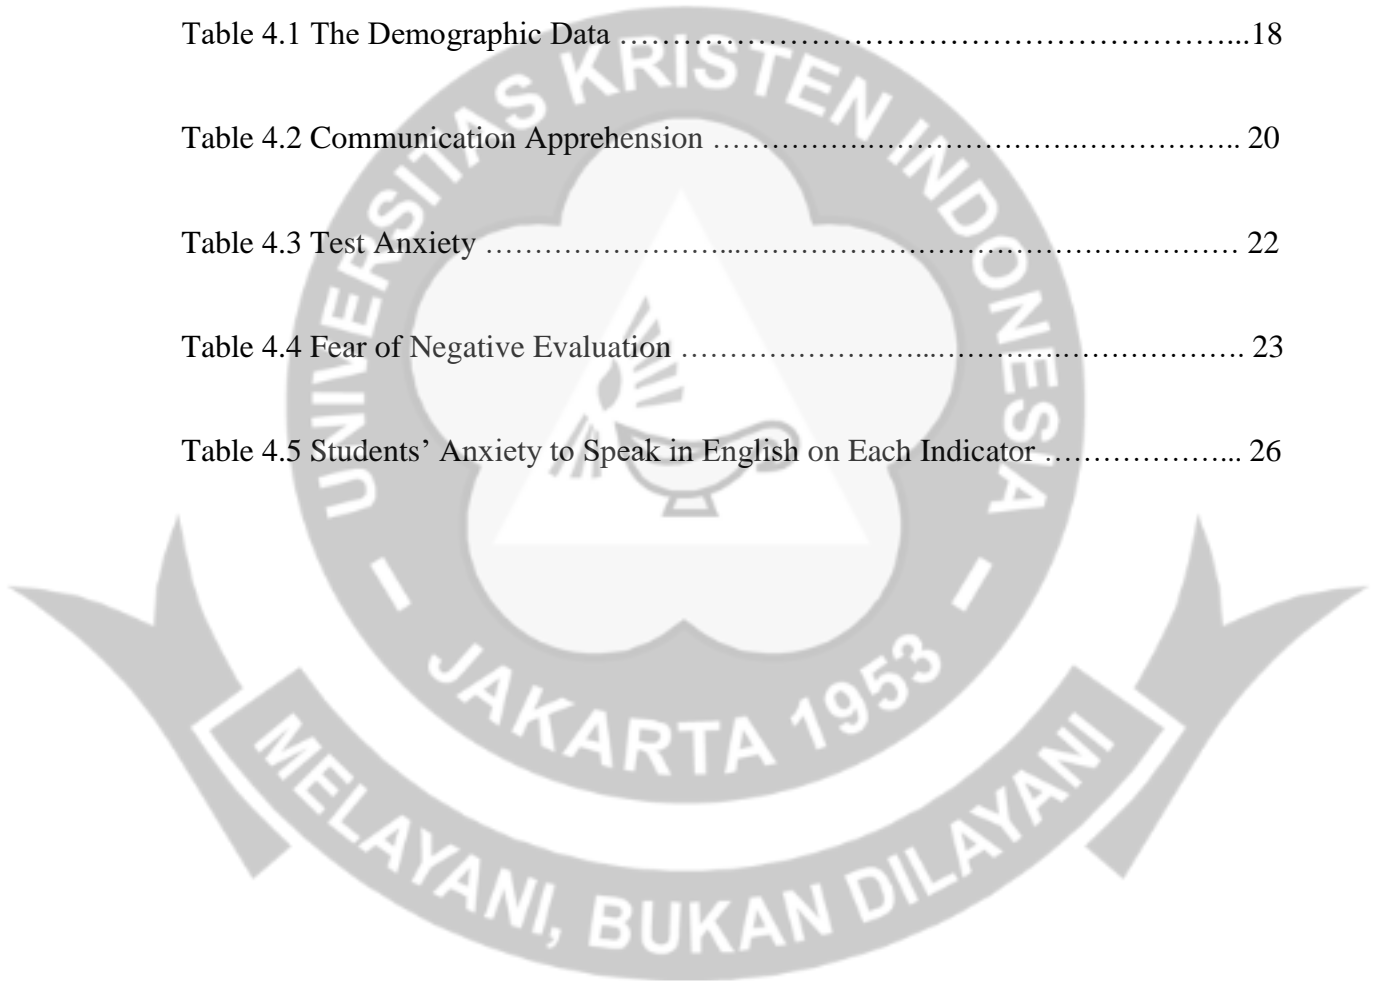 Table 4.1 The Demographic Data ………….……………………………………………...18
Table 4.2 Communication Apprehension …………….………………….…………….. 20
Table 4.3 Test Anxiety ……………………...……………………………………………… 22
Table 4.4 Fear of Negative Evaluation ……………………...…………………………. 23
Table 4.5 Students’ Anxiety to Speak in English on Each Indicator ………………... 26
UNIVERSITAS KRISTEN INDONESIA
JAKARTA 1953
MELAYANI, BUKAN DILAYANI